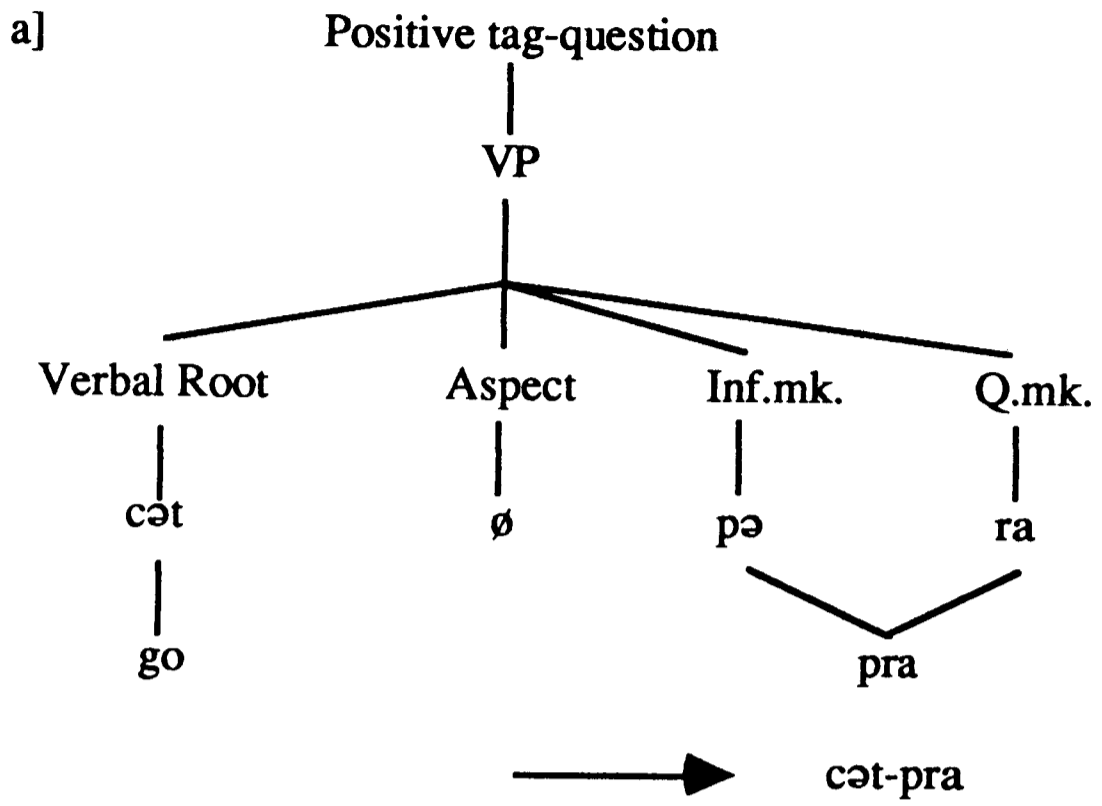 a] Positive tag-question
VP
Verbal Root Aspect Inf.mk. Q.mk.
cət ø pə ra
go pra
cət-pra